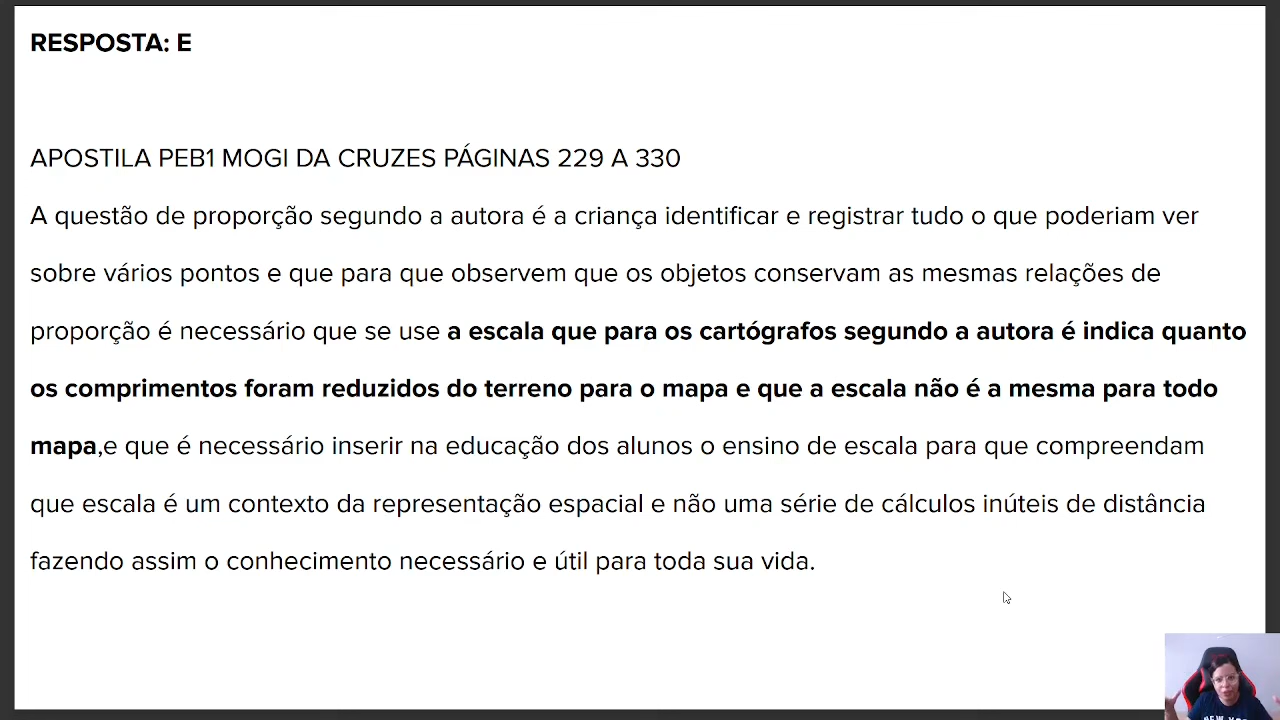 RESPOSTA: E
APOSTILA PEB1 MOGI DA CRUZES PÁGINAS 229 A 330
A questão de proporção segundo a autora é a criança identificar e registrar tudo o que poderiam ver
sobre vários pontos e que para que observem que os objetos conservam as mesmas relações de
proporção é necessário que se use a escala que para os cartógrafos segundo a autora é indica quanto
os comprimentos foram reduzidos do terreno para o mapa e que a escala não é a mesma para todo
mapa,e que é necessário inserir na educação dos alunos o ensino de escala para que compreendam
que escala é um contexto da representação espacial e não uma série de cálculos inúteis de distância
fazendo assim o conhecimento necessário e útil para toda sua vida.